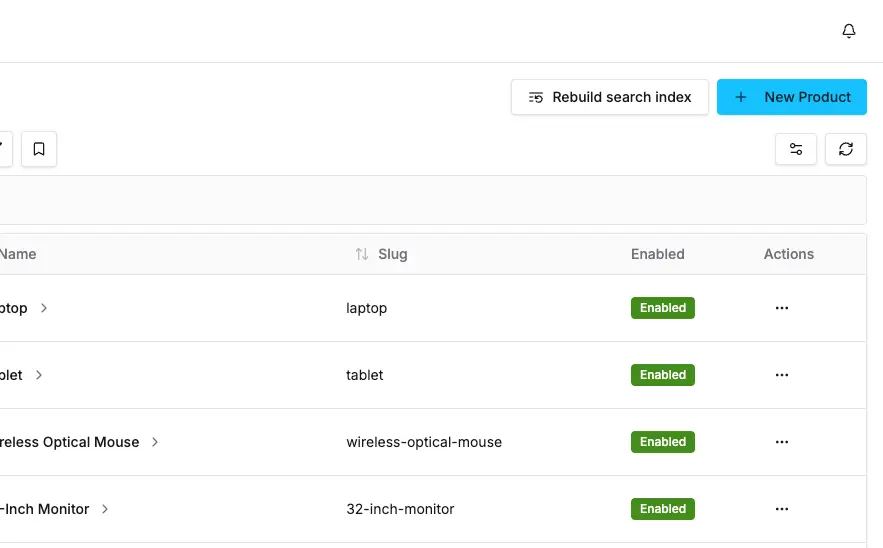 Rebuild search index
New Product
Name Slug Enabled Actions
ptop laptop Enabled
blet tablet Enabled
reless Optical Mouse wireless-optical-mouse Enabled
-Inch Monitor 32-inch-monitor Enabled